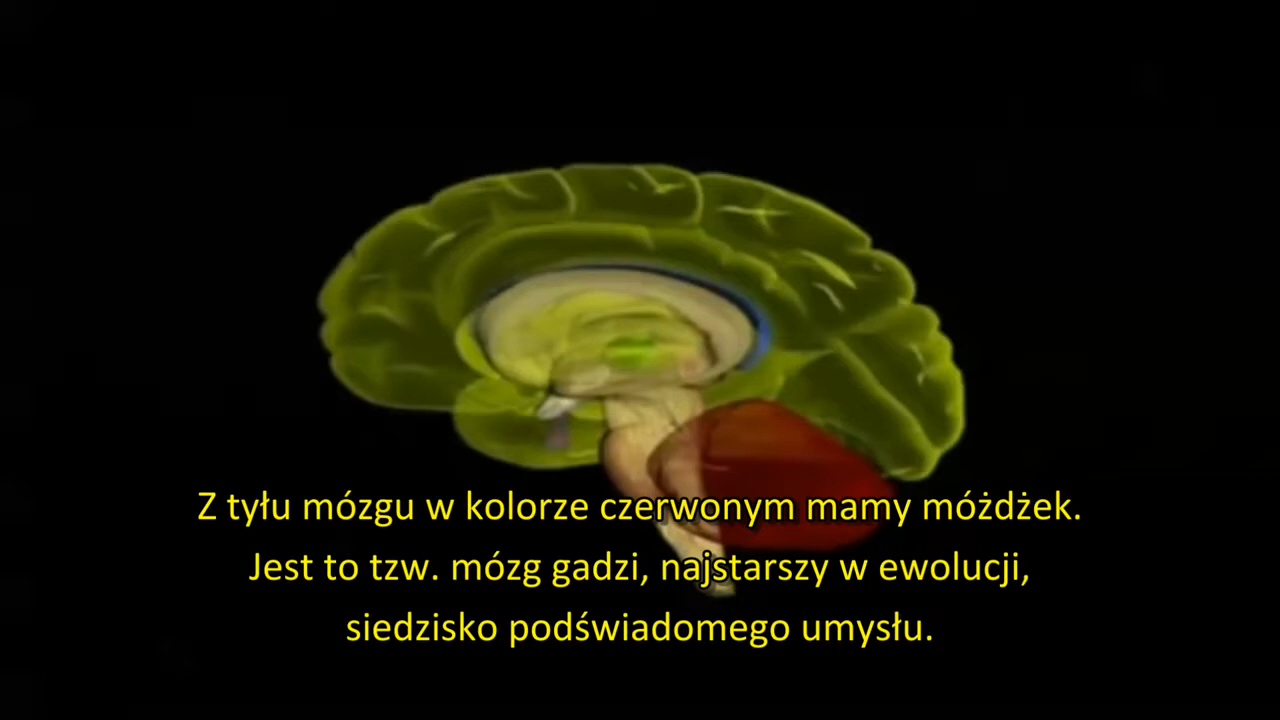 Z tyłu mózgu w kolorze czerwonym mamy móżdżek.
Jest to tzw. mózg gadzi, najstarszy w ewolucji,
siedzisko podświadomego umysłu.